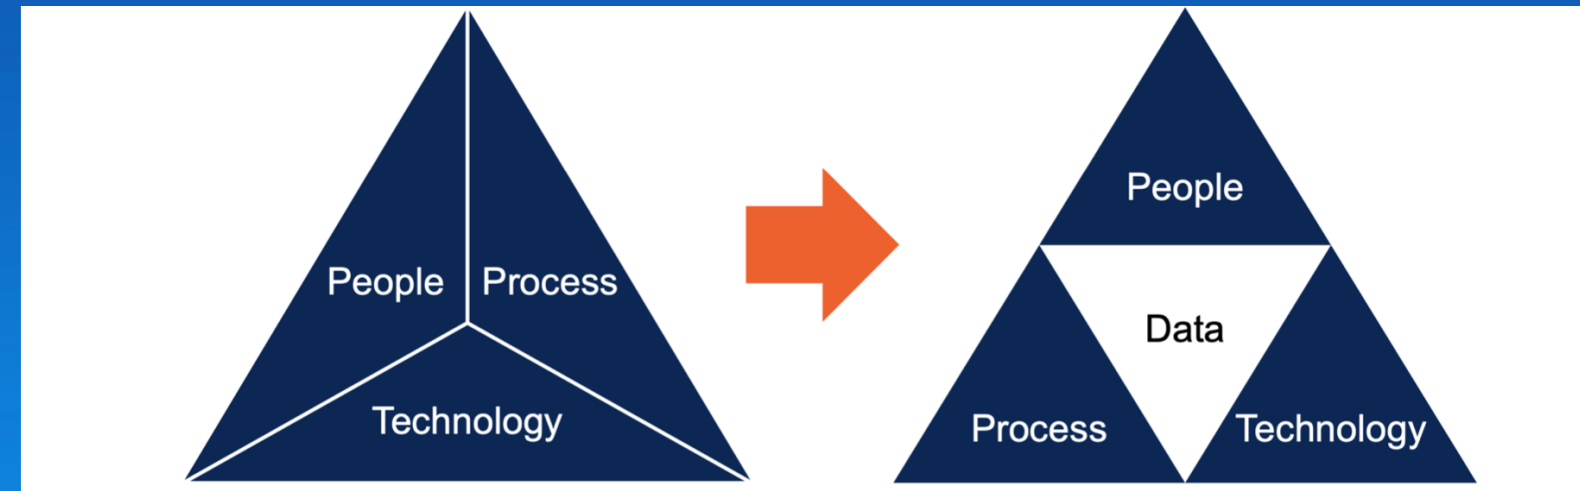 People
Process
Technology
People
Data
Process
Technology